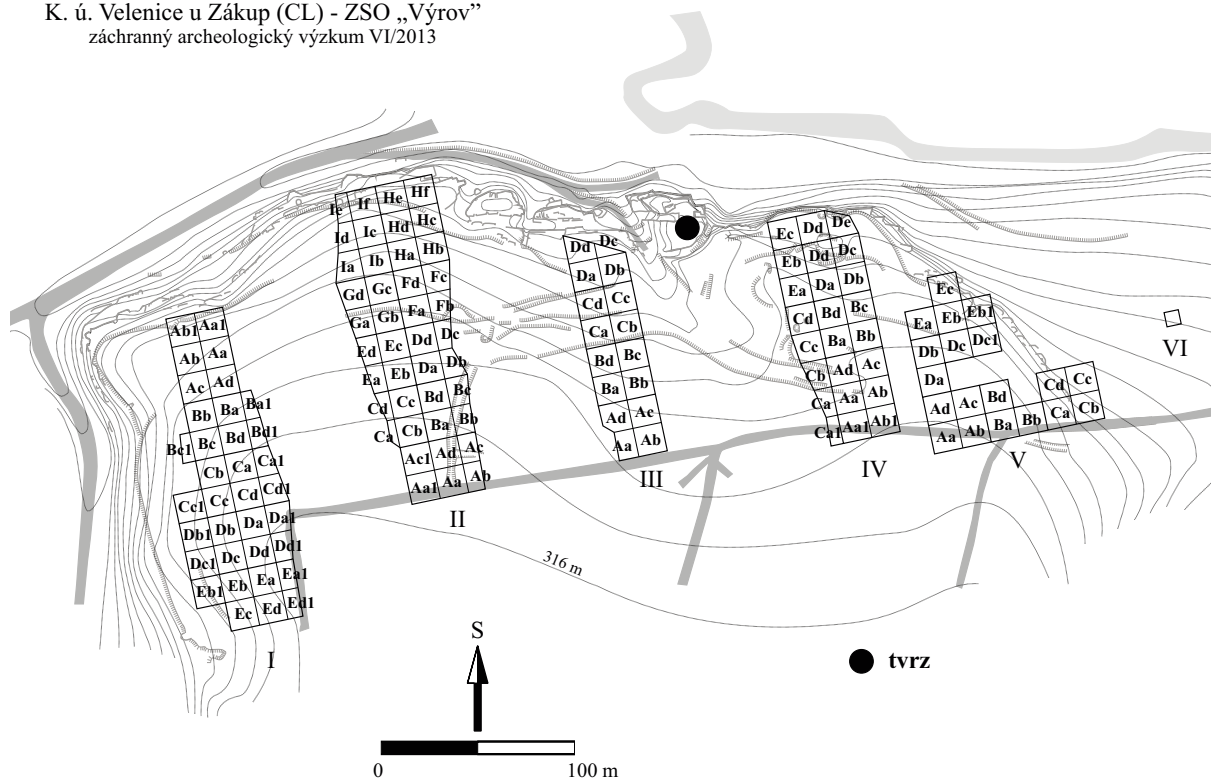 K. ú. Velenice u Zákup (CL) - ZSO „Výrov”
záchranný archeologický výzkum VI/2013
Ab1 Aa1
Ab Aa
Ac Ad
Bb Ba Ba1
Bc1 Bc Bd Bd1
Cb Ca Ca1
Cc1 Cc Cd Cd1
Db1 Db Da Da1
Dc1 Dc Dd Dd1
Eb1 Eb Ea Ea1
Ec Ed Ed1
I
Ie If He Hf
Id Ic Hd Hc
Ia Ib Ha Hb
Gd Gc Fd Fc
Ga Gb Fa Fb
Ed Ec Dd Dc
Ea Eb Da Db
Cd Cc Bd Bc
Ca Cb Ba Bb
Ac1 Ad Ac
Aa1 Aa Ab
II
Dd Dc
Da Db
Cd Cc
Ca Cb
Bd Bc
Ba Bb
Ad Ac
Aa Ab
III
Ec Dd De
Eb Dd Dc
Ea Da Db
Cd Bd Bc
Cc Ba Bb
Cb Ad Ac
Ca Aa Ab
Ca1 Aa1 Ab1
IV
Ec
Ea Eb Eb1
Db Dc Dc1
Da
Ad Ac Bd Cd Cc
Aa Ab Ba Bb Ca Cb
V
VI
316 m
S
tvrz
0 100 m